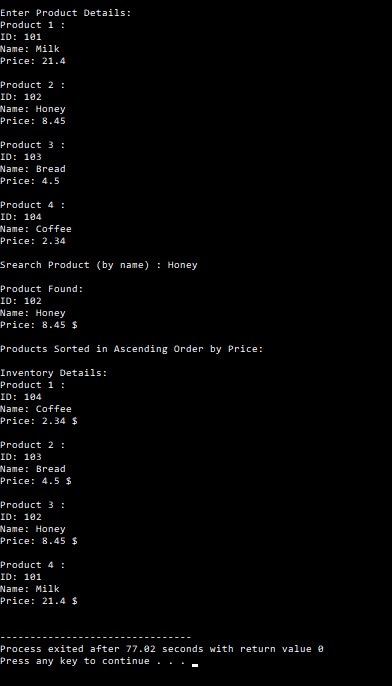 Enter Product Details:
Product 1 :
ID: 101
Name: Milk
Price: 21.4
Product 2 :
ID: 102
Name: Honey
Price: 8.45
Product 3 :
ID: 103
Name: Bread
Price: 4.5
Product 4 :
ID: 104
Name: Coffee
Price: 2.34
Srearch Product (by name) : Honey
Product Found:
ID: 102
Name: Honey
Price: 8.45 $
Products Sorted in Ascending Order by Price:
Inventory Details:
Product 1 :
ID: 104
Name: Coffee
Price: 2.34 $
Product 2 :
ID: 103
Name: Bread
Price: 4.5 $
Product 3 :
ID: 102
Name: Honey
Price: 8.45 $
Product 4 :
ID: 101
Name: Milk
Price: 21.4 $
--------------------------------
Process exited after 77.02 seconds with return value 0
Press any key to continue . . .